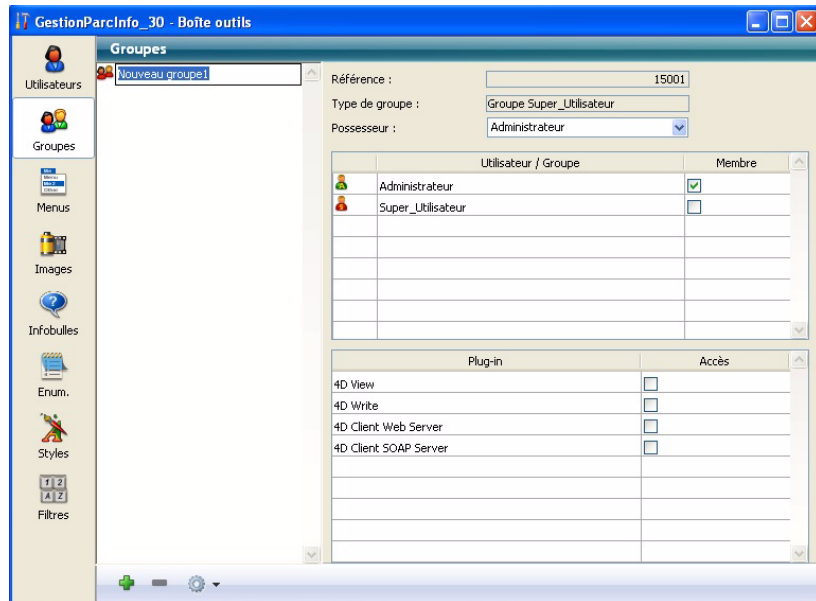 GestionParcInfo_30 - Boîte outils
Utilisateurs
Groupes
Menus
Images
Infobulles
Enum.
Styles
Filtres
Groupes
Nouveau groupe1
Référence : 15001
Type de groupe : Groupe Super_Utilisateur
Possesseur : Administrateur
Utilisateur / Groupe Membre
Administrateur
Super_Utilisateur
Plug-in Accès
4D View
4D Write
4D Client Web Server
4D Client SOAP Server